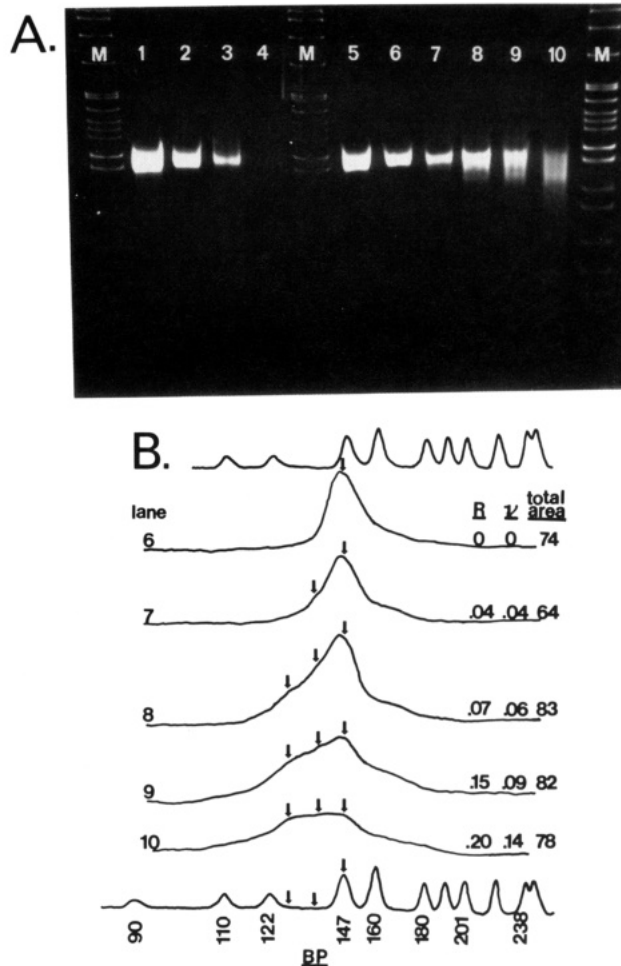 A.
M 1 2 3 4 M 5 6 7 8 9 10 M
B.
lane R ν total area
6 0 0 74
7 .04 .04 64
8 .07 .06 83
9 .15 .09 82
10 .20 .14 78
90 110 122 147 160 180 201 238
BP